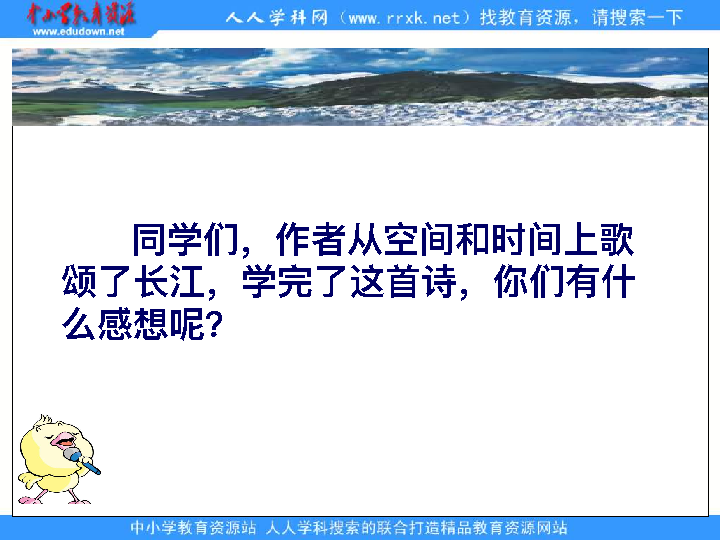 中小学教育资源
www.edudown.net
人人学科网（www.rrxk.net）找教育资源，请搜索一下
同学们，作者从空间和时间上歌
颂了长江，学完了这首诗，你们有什
么感想呢？
中小学教育资源站 人人学科搜索的联合打造精品教育资源网站